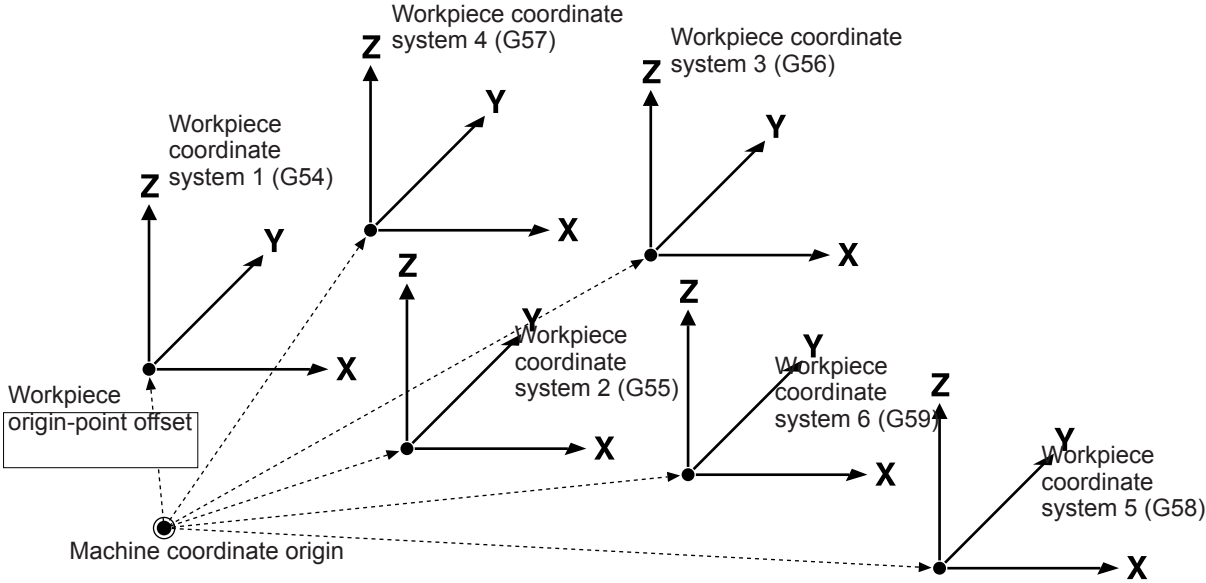 Workpiece coordinate
system 4 (G57)
Z
Y
X
Workpiece coordinate
system 3 (G56)
Z
Y
X
Workpiece
coordinate
system 1 (G54)
Z
Y
X
Z
Y
Workpiece
coordinate
system 2 (G55)
X
Z
Y
Workpiece
coordinate
system 6 (G59)
X
Z
Y
Workpiece
coordinate
system 5 (G58)
X
Workpiece
origin-point offset
Machine coordinate origin